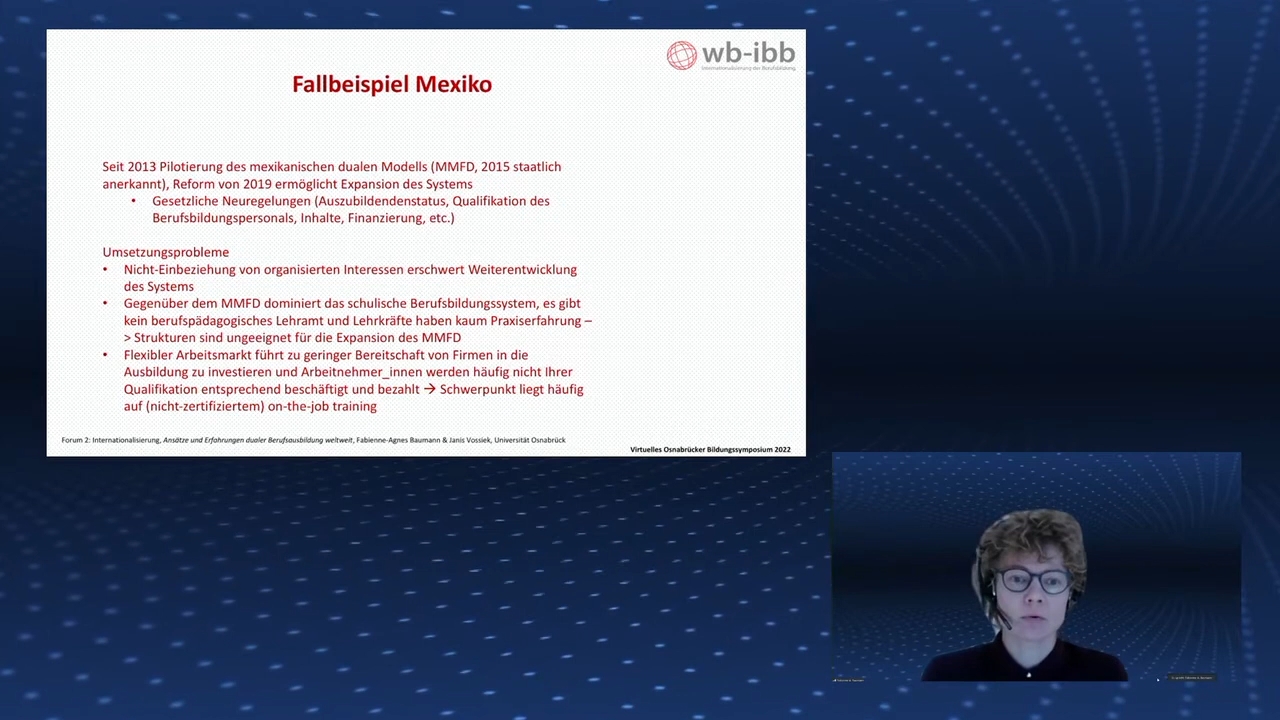 wb-ibb
Internationalisierung der Berufsbildung
Fallbeispiel Mexiko
Seit 2013 Pilotierung des mexikanischen dualen Modells (MMFD, 2015 staatlich
anerkannt), Reform von 2019 ermöglicht Expansion des Systems
• Gesetzliche Neuregelungen (Auszubildendenstatus, Qualifikation des
Berufsbildungspersonals, Inhalte, Finanzierung, etc.)
Umsetzungsprobleme
• Nicht-Einbeziehung von organisierten Interessen erschwert Weiterentwicklung
des Systems
• Gegenüber dem MMFD dominiert das schulische Berufsbildungssystem, es gibt
kein berufspädagogisches Lehramt und Lehrkräfte haben kaum Praxiserfahrung –
> Strukturen sind ungeeignet für die Expansion des MMFD
• Flexibler Arbeitsmarkt führt zu geringer Bereitschaft von Firmen in die
Ausbildung zu investieren und Arbeitnehmer_innen werden häufig nicht Ihrer
Qualifikation entsprechend beschäftigt und bezahlt → Schwerpunkt liegt häufig
auf (nicht-zertifiziertem) on-the-job training
Forum 2: Internationalisierung, Ansätze und Erfahrungen dualer Berufsausbildung weltweit, Fabienne-Agnes Baumann & Janis Vossiek, Universität Osnabrück
Virtuelles Osnabrücker Bildungssymposium 2022